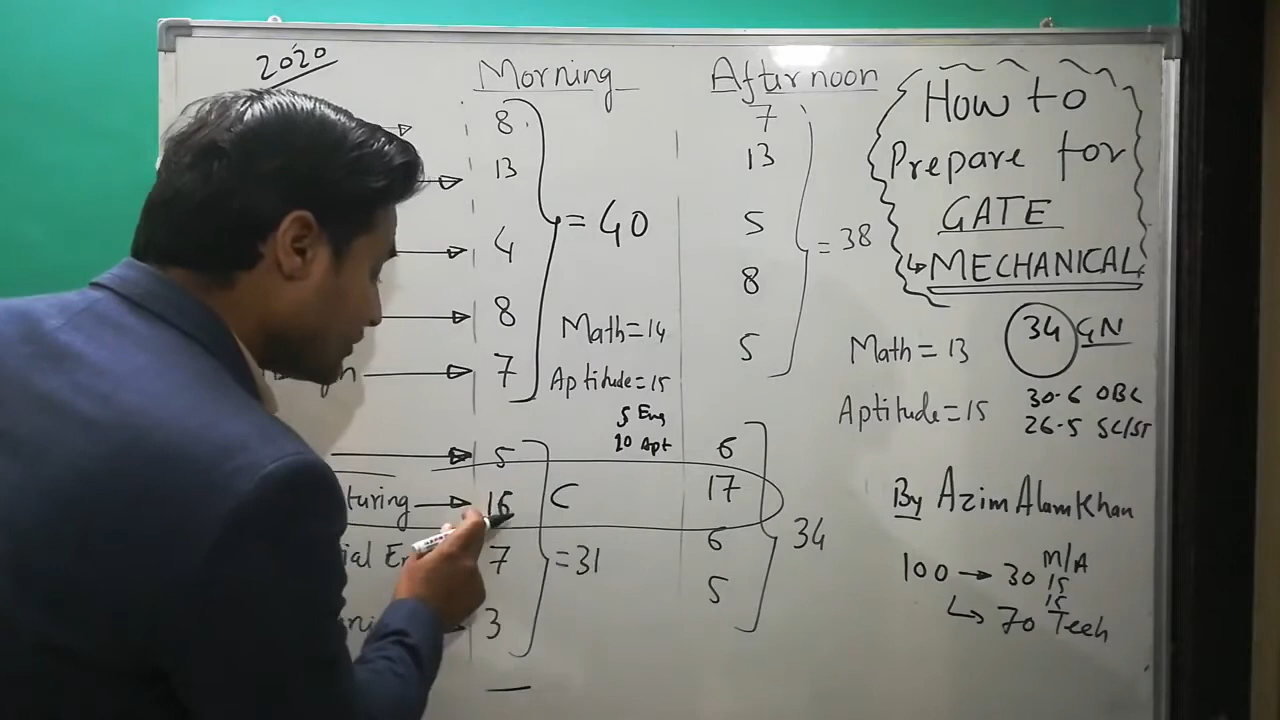 2020
Morning
8
13
4
8
7
= 40
Math=14
Aptitude=15
5 Eng
10 Apt
5
16
C
7
3
=31
Afternoon
7
13
5
8
5
= 38
6
17
6
5
34
How to
Prepare for
GATE
MECHANICAL
34 GN
Math = 13
Aptitude=15
30.6 OBC
26.5 SC/ST
By Azim Alam Khan
100 → 30 M/A
15
15
↳ 70 Tech